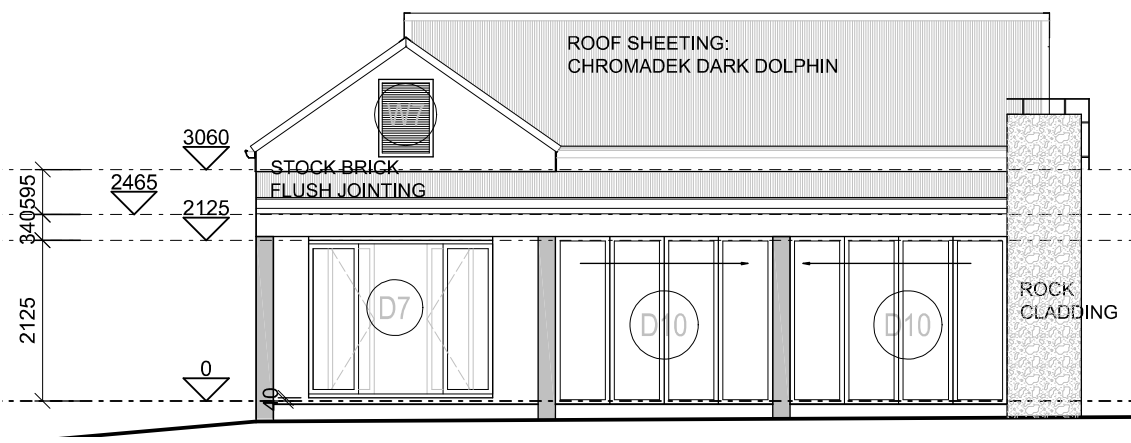 ROOF SHEETING:
CHROMADEK DARK DOLPHIN
W7
3060
STOCK BRICK
FLUSH JOINTING
595
2465
340
2125
D7
D10
D10
ROCK
CLADDING
2125
0
40